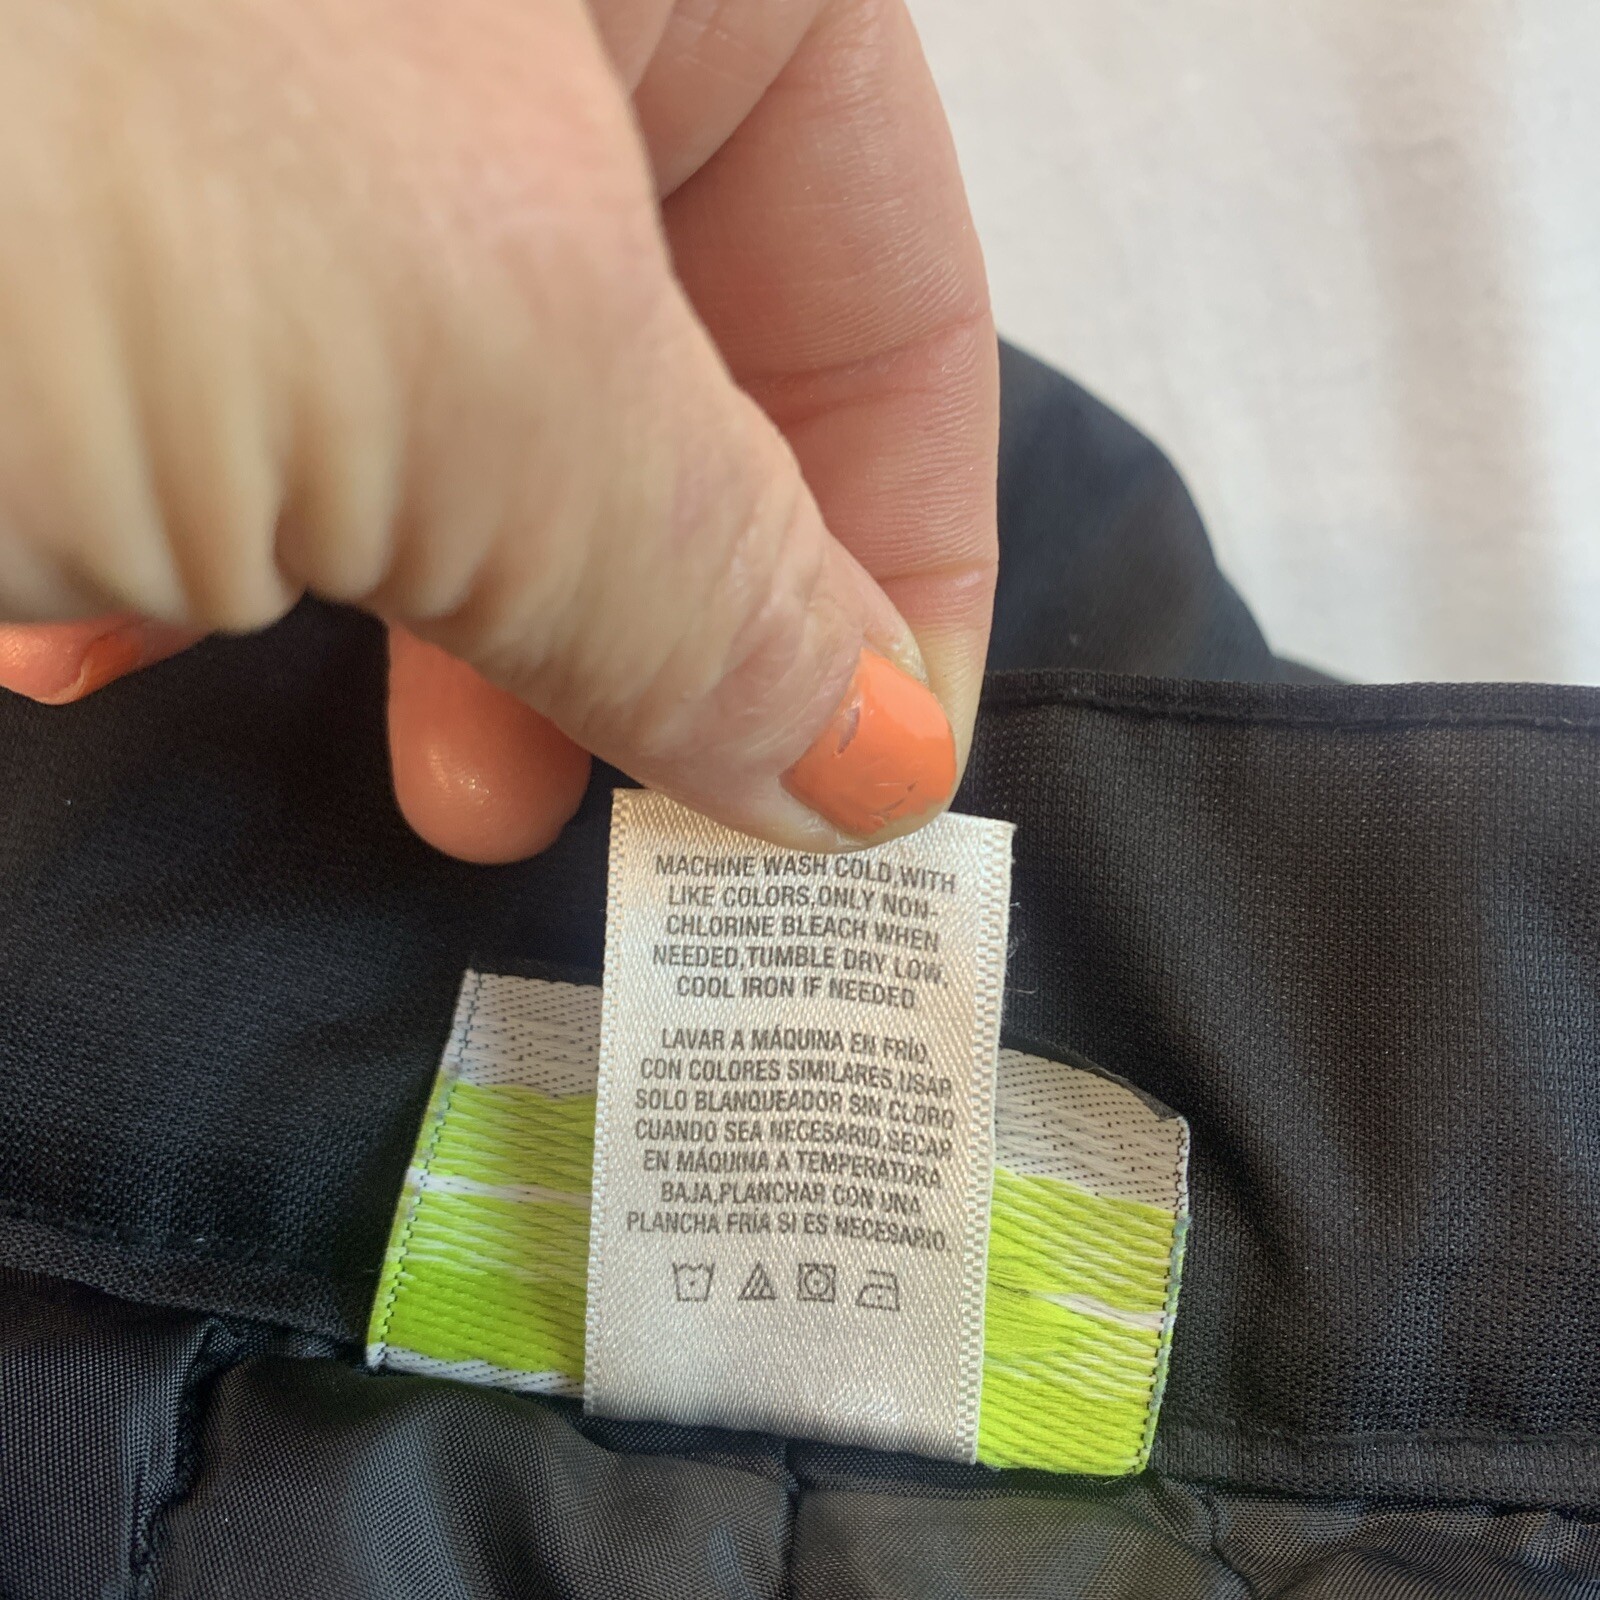 MACHINE WASH COLD,WITH
LIKE COLORS,ONLY NON-
CHLORINE BLEACH WHEN
NEEDED,TUMBLE DRY LOW,
COOL IRON IF NEEDED.
LAVAR A MÁQUINA EN FRÍO,
CON COLORES SIMILARES,USAR
SOLO BLANQUEADOR SIN CLORO
CUANDO SEA NECESARIO,SECAR
EN MÁQUINA A TEMPERATURA
BAJA,PLANCHAR CON UNA
PLANCHA FRÍA SI ES NECESARIO.